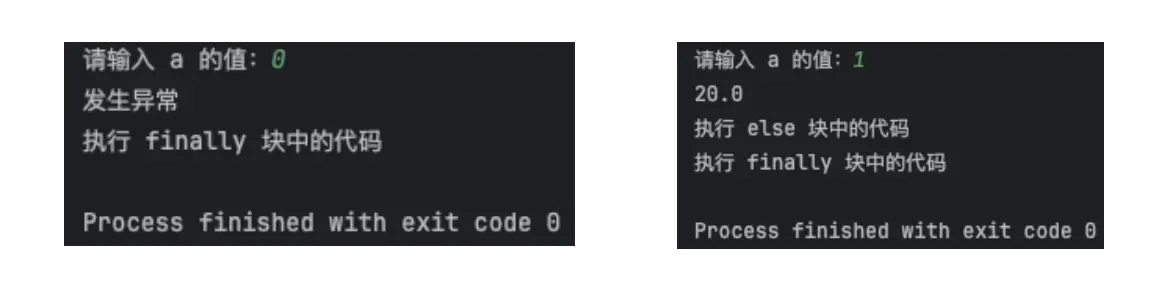 请输入 a 的值：0
发生异常
执行 finally 块中的代码
Process finished with exit code 0
请输入 a 的值：1
20.0
执行 else 块中的代码
执行 finally 块中的代码
Process finished with exit code 0